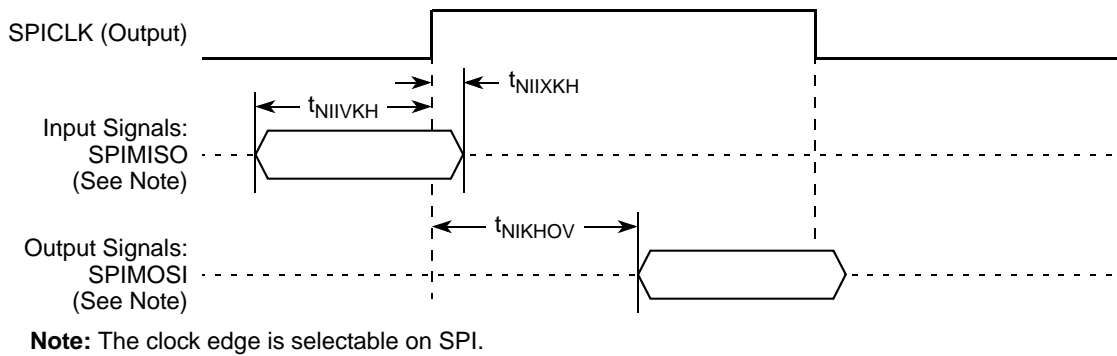 SPICLK (Output)
tNIIXKH
tNIIVKH
Input Signals:
SPIMISO
(See Note)
tNIKHOV
Output Signals:
SPIMOSI
(See Note)
Note: The clock edge is selectable on SPI.